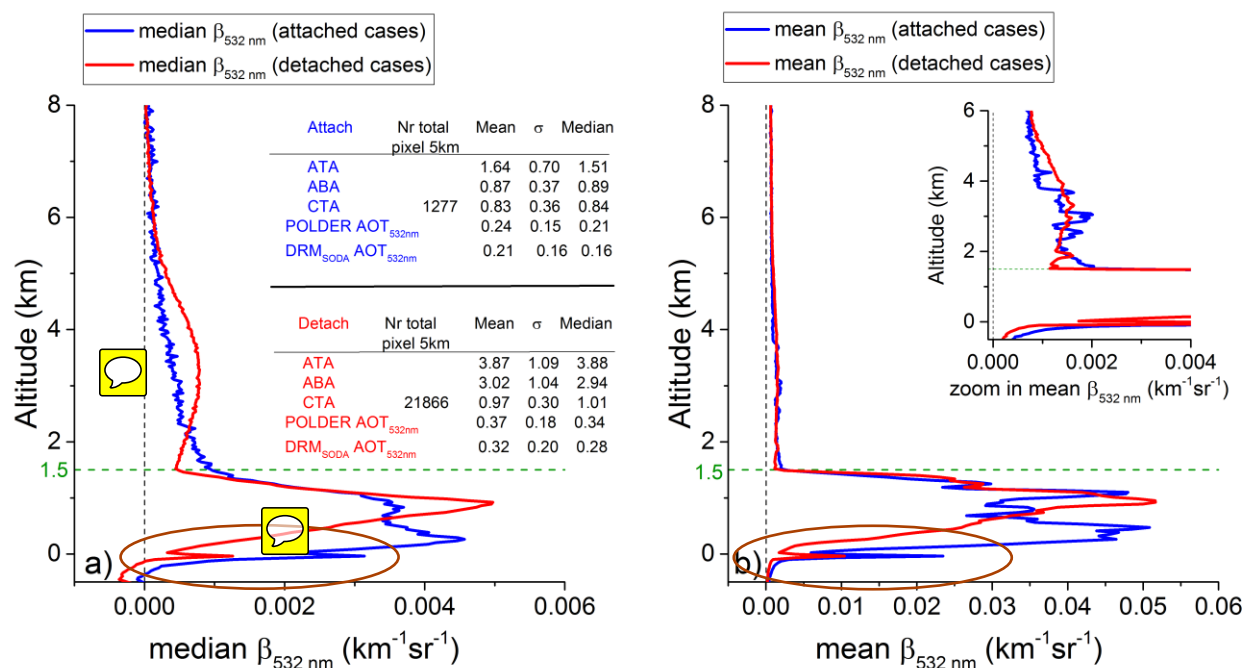 median β532 nm (attached cases)
median β532 nm (detached cases)
8
6
4
2
1.5
0
Altitude (km)
Attach Nr total pixel 5km Mean σ Median
ATA 1.64 0.70 1.51
ABA 0.87 0.37 0.89
CTA 1277 0.83 0.36 0.84
POLDER AOT532nm 0.24 0.15 0.21
DRMSODA AOT532nm 0.21 0.16 0.16
Detach Nr total pixel 5km Mean σ Median
ATA 3.87 1.09 3.88
ABA 3.02 1.04 2.94
CTA 21866 0.97 0.30 1.01
POLDER AOT532nm 0.37 0.18 0.34
DRMSODA AOT532nm 0.32 0.20 0.28
a)
0.000 0.002 0.004 0.006
median β532 nm (km-1sr-1)
mean β532 nm (attached cases)
mean β532 nm (detached cases)
8
6
4
2
1.5
0
Altitude (km)
6
4
2
0
Altitude (km)
0.000 0.002 0.004
zoom in mean β532 nm (km-1sr-1)
b)
0.00 0.01 0.02 0.03 0.04 0.05 0.06
mean β532 nm (km-1sr-1)